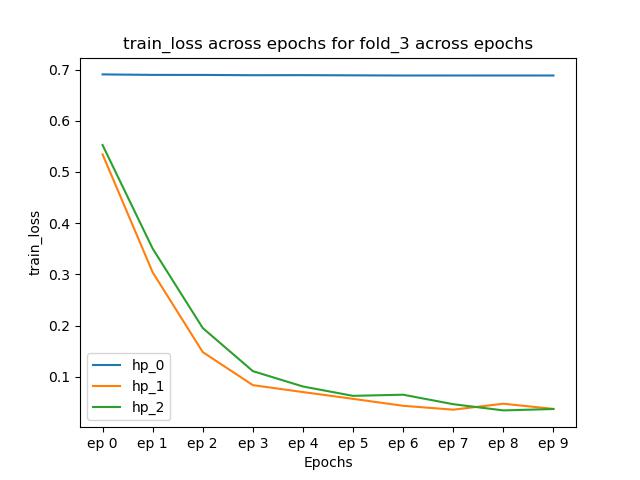 train_loss across epochs for fold_3 across epochs
train_loss
0.7
0.6
0.5
0.4
0.3
0.2
0.1
hp_0
hp_1
hp_2
ep 0 ep 1 ep 2 ep 3 ep 4 ep 5 ep 6 ep 7 ep 8 ep 9
Epochs